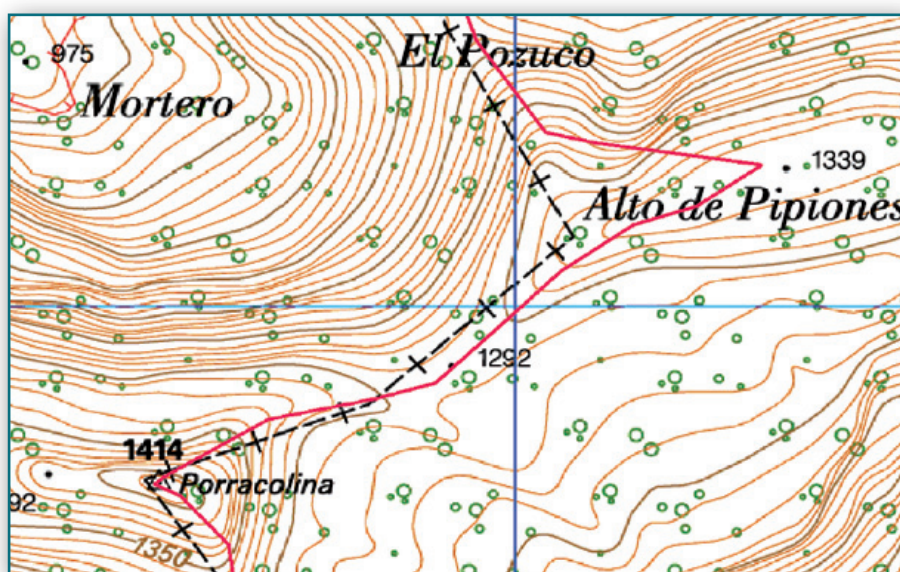 El Pozuco
975
Mortero
1339
Alto de Pipiones
1292
1414
Porracolina
92
1350